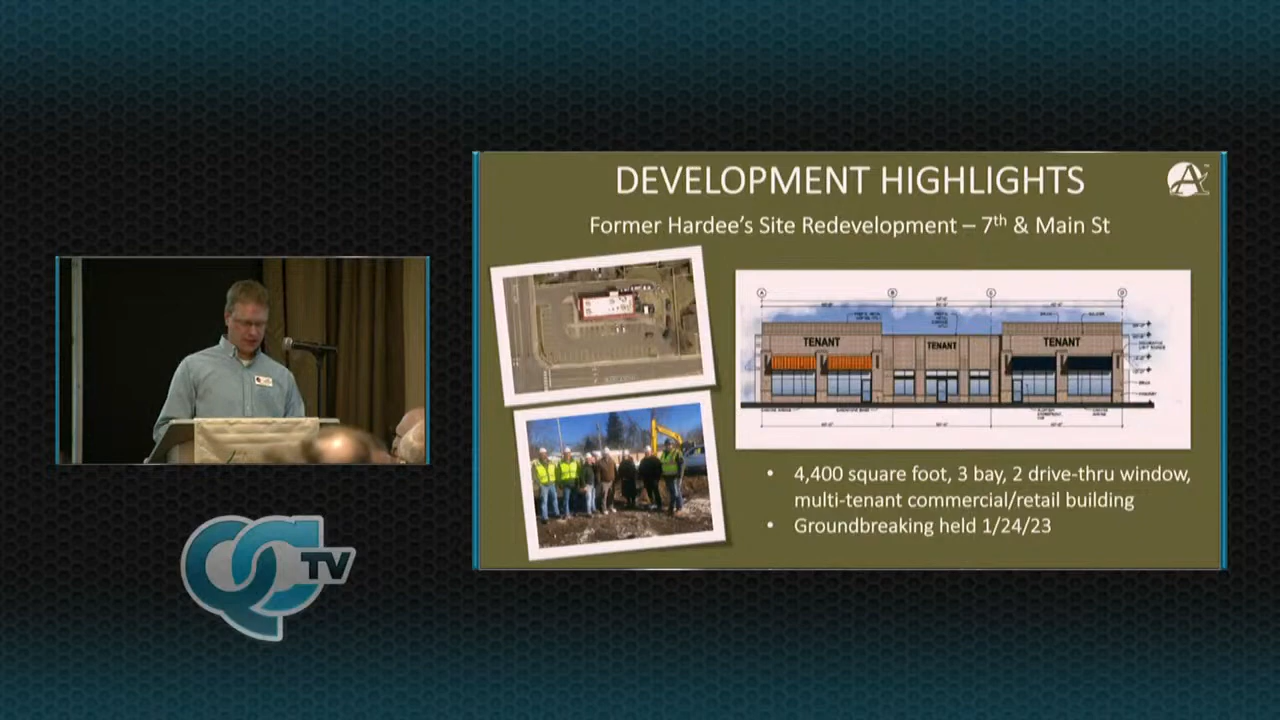 DEVELOPMENT HIGHLIGHTS
Former Hardee's Site Redevelopment – 7th & Main St
A
B
C
D
TENANT
TENANT
TENANT
• 4,400 square foot, 3 bay, 2 drive-thru window,
multi-tenant commercial/retail building
• Groundbreaking held 1/24/23
QC TV